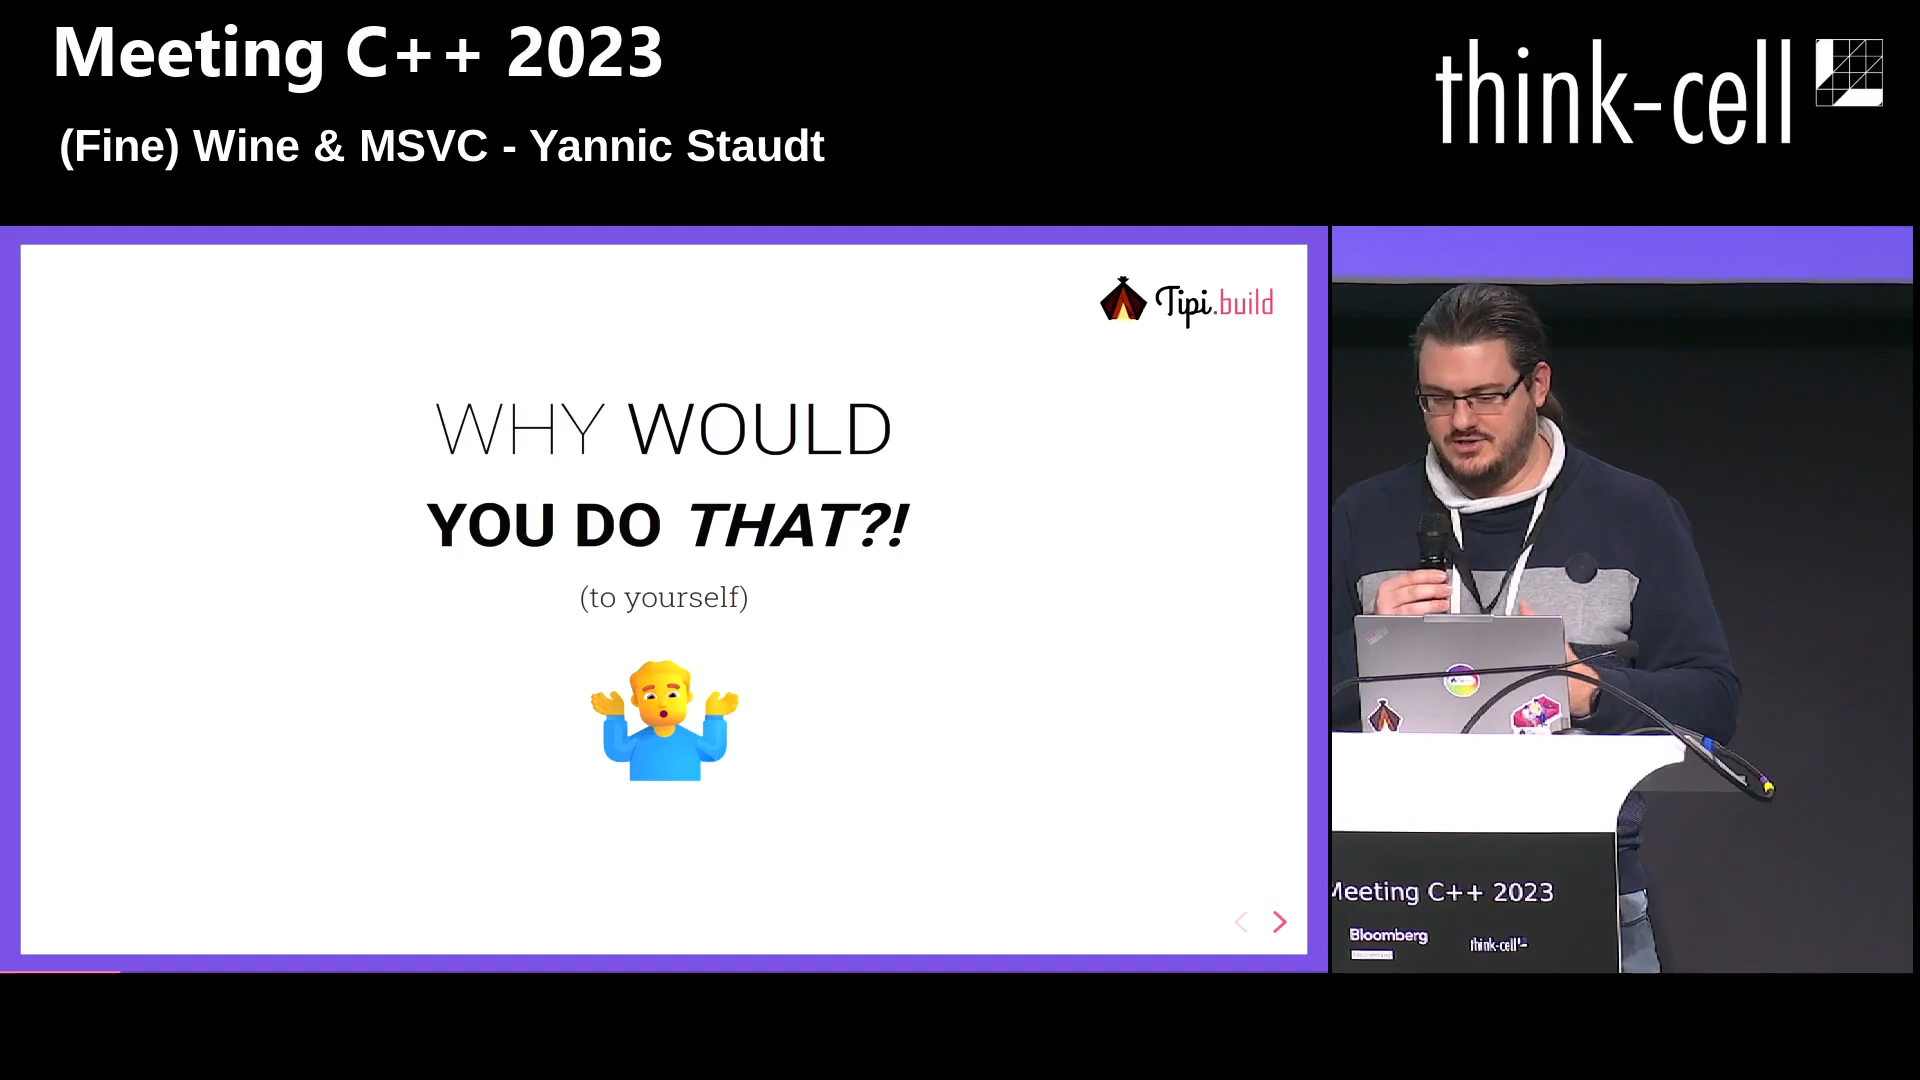 Meeting C++ 2023
(Fine) Wine & MSVC - Yannic Staudt
think-cell
Tipi.build
WHY WOULD
YOU DO THAT?!
(to yourself)
Meeting C++ 2023
Bloomberg
think-cell